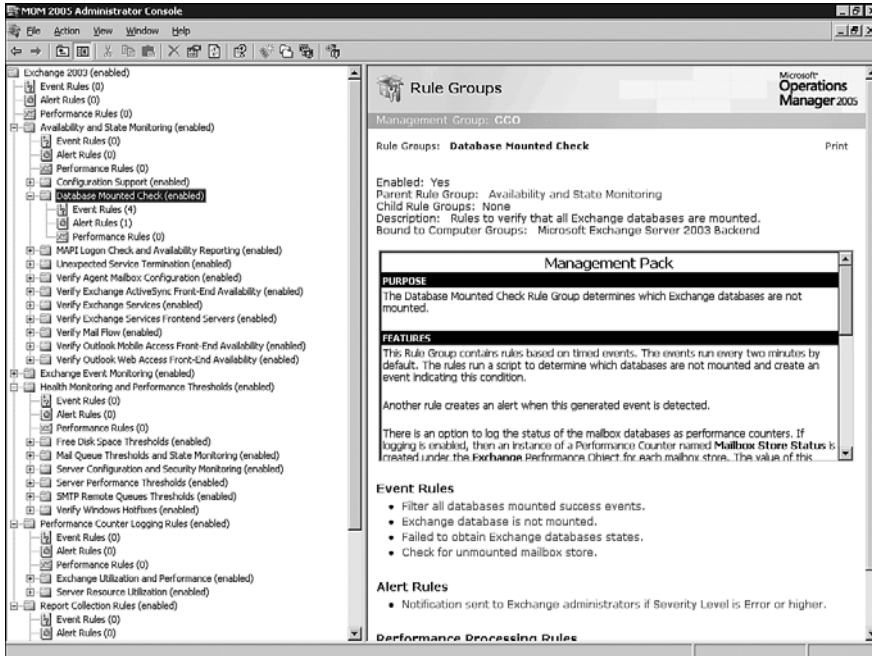 MOM 2005 Administrator Console
File Action View Window Help
Exchange 2003 (enabled)
Event Rules (0)
Alert Rules (0)
Performance Rules (0)
Availability and State Monitoring (enabled)
Event Rules (0)
Alert Rules (0)
Performance Rules (0)
Configuration Support (enabled)
Database Mounted Check (enabled)
Event Rules (4)
Alert Rules (1)
Performance Rules (0)
MAPI Logon Check and Availability Reporting (enabled)
Unexpected Service Termination (enabled)
Verify Agent Mailbox Configuration (enabled)
Verify Exchange ActiveSync Front-End Availability (enabled)
Verify Exchange Services (enabled)
Verify Exchange Services Frontend Servers (enabled)
Verify Mail Flow (enabled)
Verify Outlook Mobile Access Front-End Availability (enabled)
Verify Outlook Web Access Front-End Availability (enabled)
Exchange Event Monitoring (enabled)
Health Monitoring and Performance Thresholds (enabled)
Event Rules (0)
Alert Rules (0)
Performance Rules (0)
Free Disk Space Thresholds (enabled)
Mail Queue Thresholds and State Monitoring (enabled)
Server Configuration and Security Monitoring (enabled)
Server Performance Thresholds (enabled)
SMTP Remote Queues Thresholds (enabled)
Verify Windows Hotfixes (enabled)
Performance Counter Logging Rules (enabled)
Event Rules (0)
Alert Rules (0)
Performance Rules (0)
Exchange Utilization and Performance (enabled)
Server Resource Utilization (enabled)
Report Collection Rules (enabled)
Event Rules (0)
Alert Rules (0)
Rule Groups
Microsoft
Operations
Manager 2005
Management Group: CCO
Rule Groups: Database Mounted Check Print
Enabled: Yes
Parent Rule Group: Availability and State Monitoring
Child Rule Groups: None
Description: Rules to verify that all Exchange databases are mounted.
Bound to Computer Groups: Microsoft Exchange Server 2003 Backend
Management Pack
PURPOSE
The Database Mounted Check Rule Group determines which Exchange databases are not
mounted.
FEATURES
This Rule Group contains rules based on timed events. The events run every two minutes by
default. The rules run a script to determine which databases are not mounted and create an
event indicating this condition.
Another rule creates an alert when this generated event is detected.
There is an option to log the status of the mailbox databases as performance counters. If
logging is enabled, then an instance of a Performance Counter named Mailbox Store Status is
created under the Exchange Performance Object for each mailbox store. The value of this
Event Rules
• Filter all databases mounted success events.
• Exchange database is not mounted.
• Failed to obtain Exchange databases states.
• Check for unmounted mailbox store.
Alert Rules
• Notification sent to Exchange administrators if Severity Level is Error or higher.
Performance Processing Rules